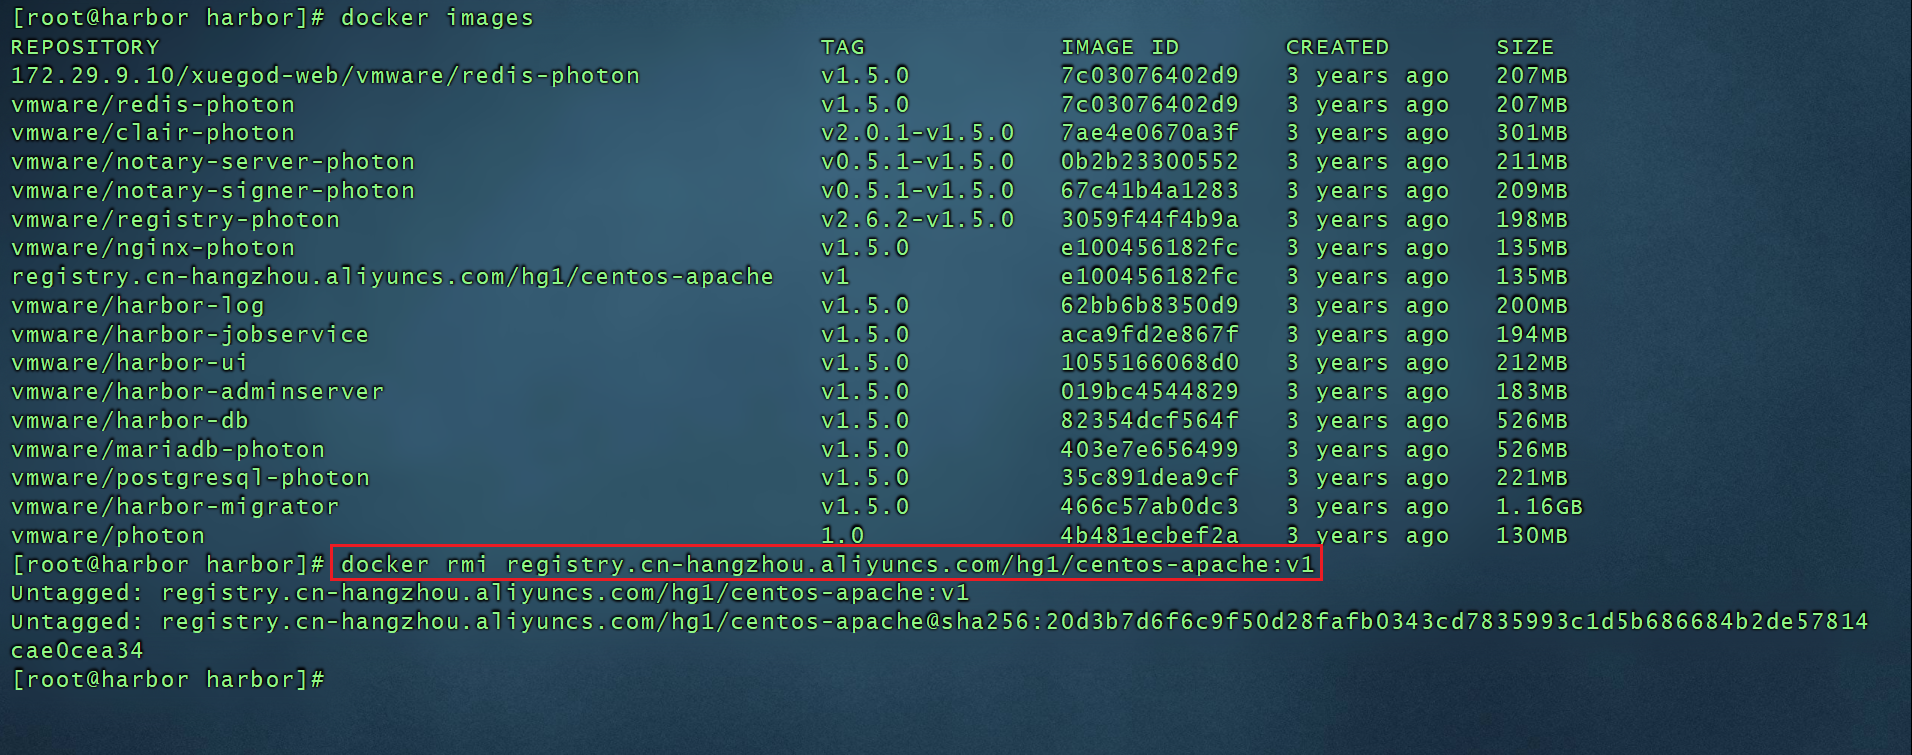 [root@harbor harbor]# docker images
REPOSITORY TAG IMAGE ID CREATED SIZE
172.29.9.10/xuegod-web/vmware/redis-photon v1.5.0 7c03076402d9 3 years ago 207MB
vmware/redis-photon v1.5.0 7c03076402d9 3 years ago 207MB
vmware/clair-photon v2.0.1-v1.5.0 7ae4e0670a3f 3 years ago 301MB
vmware/notary-server-photon v0.5.1-v1.5.0 0b2b23300552 3 years ago 211MB
vmware/notary-signer-photon v0.5.1-v1.5.0 67c41b4a1283 3 years ago 209MB
vmware/registry-photon v2.6.2-v1.5.0 3059f44f4b9a 3 years ago 198MB
vmware/nginx-photon v1.5.0 e100456182fc 3 years ago 135MB
registry.cn-hangzhou.aliyuncs.com/hg1/centos-apache v1 e100456182fc 3 years ago 135MB
vmware/harbor-log v1.5.0 62bb6b8350d9 3 years ago 200MB
vmware/harbor-jobservice v1.5.0 aca9fd2e867f 3 years ago 194MB
vmware/harbor-ui v1.5.0 1055166068d0 3 years ago 212MB
vmware/harbor-adminserver v1.5.0 019bc4544829 3 years ago 183MB
vmware/harbor-db v1.5.0 82354dcf564f 3 years ago 526MB
vmware/mariadb-photon v1.5.0 403e7e656499 3 years ago 526MB
vmware/postgresql-photon v1.5.0 35c891dea9cf 3 years ago 221MB
vmware/harbor-migrator v1.5.0 466c57ab0dc3 3 years ago 1.16GB
vmware/photon 1.0 4b481ecbef2a 3 years ago 130MB
[root@harbor harbor]# docker rmi registry.cn-hangzhou.aliyuncs.com/hg1/centos-apache:v1
Untagged: registry.cn-hangzhou.aliyuncs.com/hg1/centos-apache:v1
Untagged: registry.cn-hangzhou.aliyuncs.com/hg1/centos-apache@sha256:20d3b7d6f6c9f50d28fafb0343cd7835993c1d5b686684b2de57814
cae0cea34
[root@harbor harbor]#